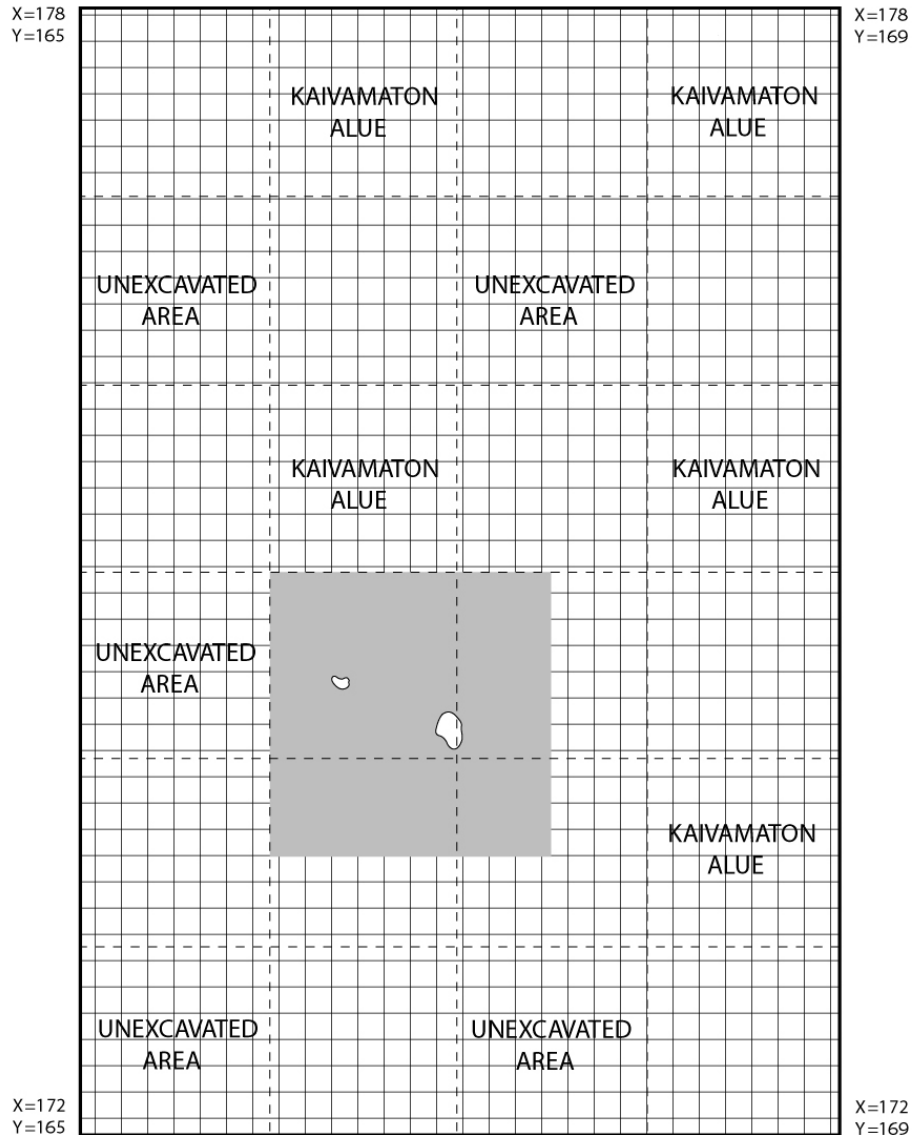 X=178
Y=165
X=178
Y=169
KAIVAMATON
ALUE
KAIVAMATON
ALUE
UNEXCAVATED
AREA
UNEXCAVATED
AREA
KAIVAMATON
ALUE
KAIVAMATON
ALUE
UNEXCAVATED
AREA
KAIVAMATON
ALUE
UNEXCAVATED
AREA
UNEXCAVATED
AREA
X=172
Y=165
X=172
Y=169